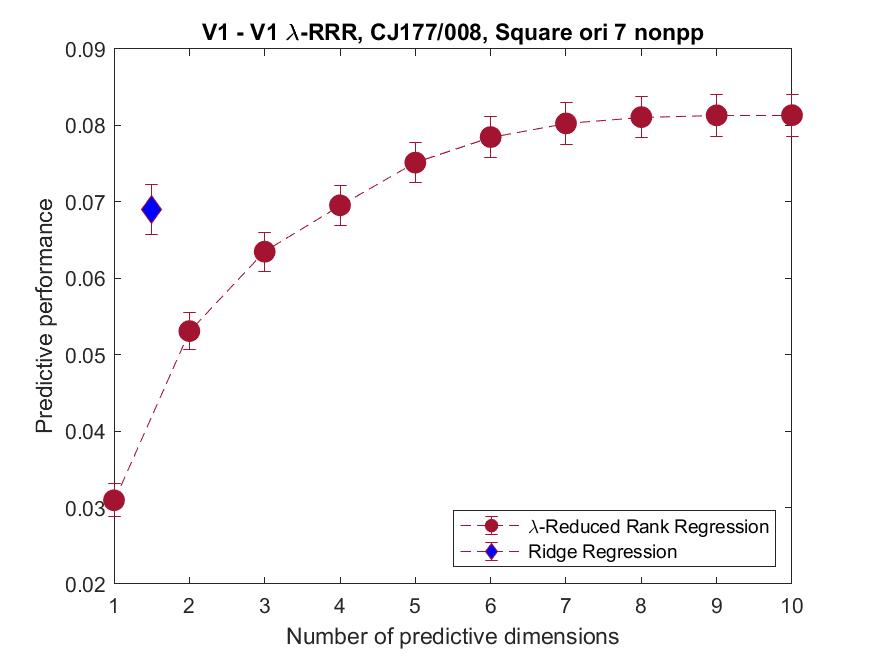 V1 - V1 λ-RRR, CJ177/008, Square ori 7 nonpp
0.09
0.08
0.07
0.06
0.05
0.04
0.03
0.02
Predictive performance
λ-Reduced Rank Regression
Ridge Regression
1 2 3 4 5 6 7 8 9 10
Number of predictive dimensions